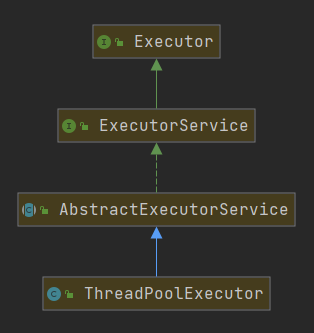 I Executor
I ExecutorService
C AbstractExecutorService
C ThreadPoolExecutor